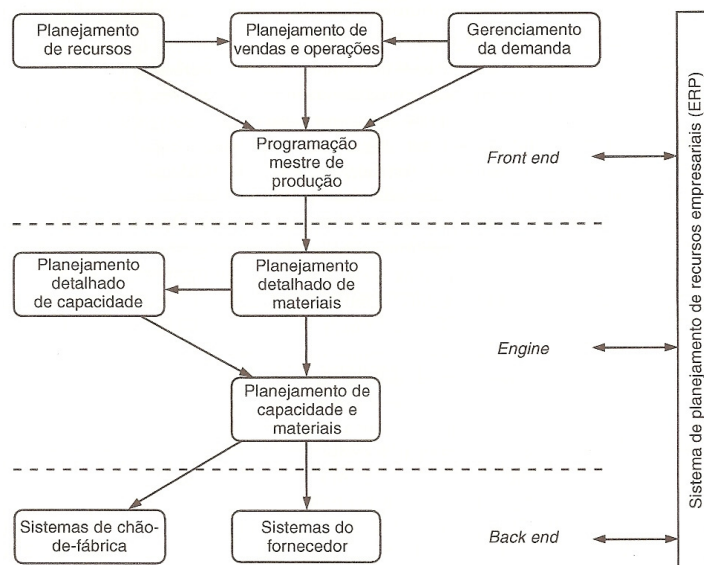 Planejamento
de recursos
Planejamento de
vendas e operações
Gerenciamento
da demanda
Programação
mestre de
produção
Front end
Planejamento
detalhado
de capacidade
Planejamento
detalhado de
materiais
Engine
Planejamento de
capacidade e
materiais
Sistemas de chão-
de-fábrica
Sistemas do
fornecedor
Back end
Sistema de planejamento de recursos empresariais (ERP)